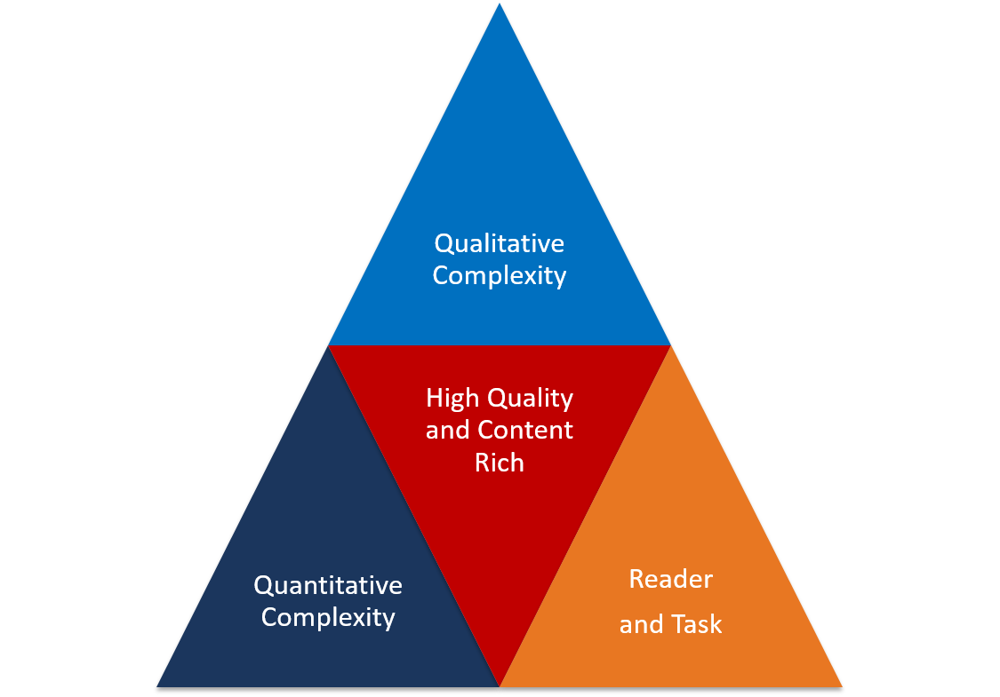 Qualitative
Complexity
High Quality
and Content
Rich
Quantitative
Complexity
Reader
and Task